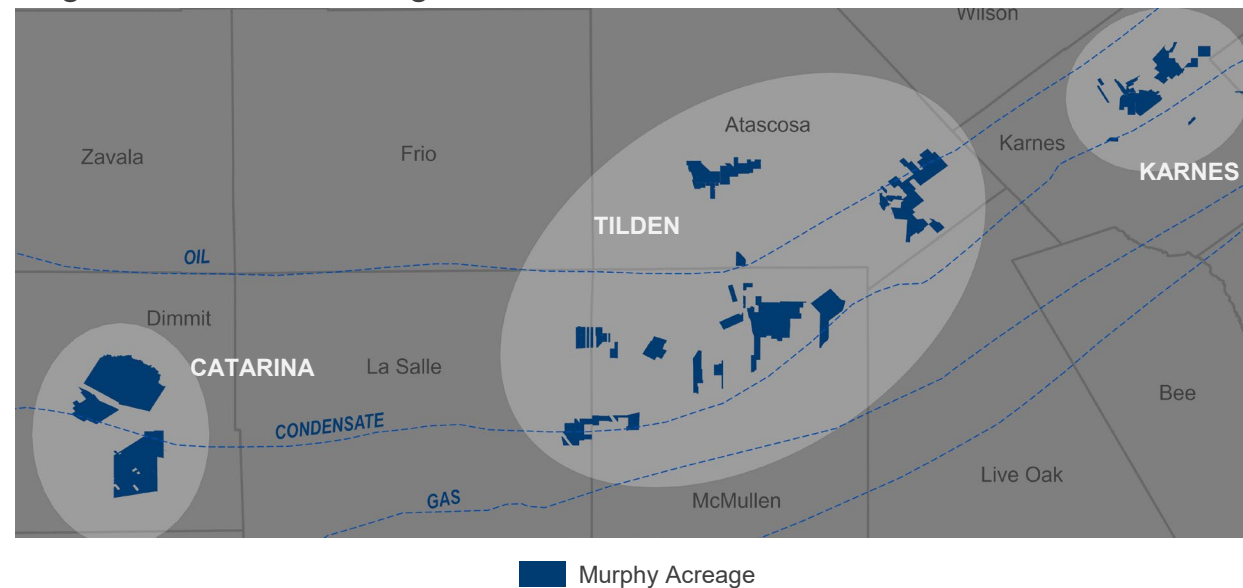 Wilson
Atascosa
Zavala
Frio
Karnes
KARNES
TILDEN
OIL
Dimmit
CATARINA
La Salle
Bee
CONDENSATE
Live Oak
GAS
McMullen
Murphy Acreage